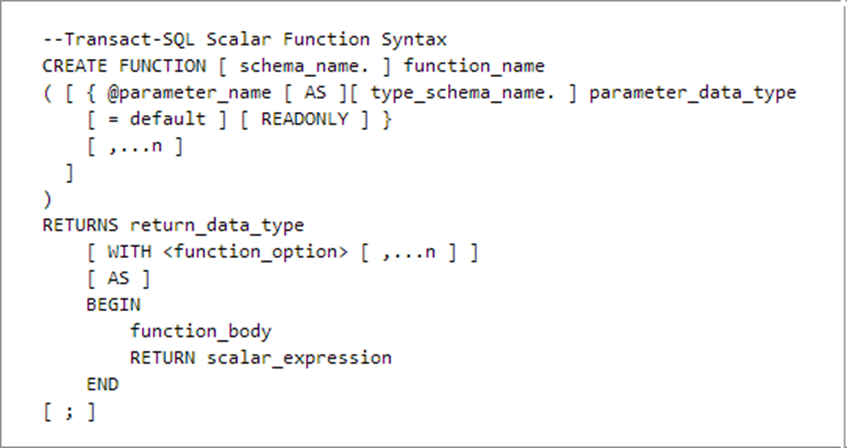 --Transact-SQL Scalar Function Syntax
CREATE FUNCTION [ schema_name. ] function_name
( [ { @parameter_name [ AS ][ type_schema_name. ] parameter_data_type
    [ = default ] [ READONLY ] }
    [ ,...n ]
  ]
)
RETURNS return_data_type
    [ WITH <function_option> [ ,...n ] ]
    [ AS ]
    BEGIN
        function_body
        RETURN scalar_expression
    END
[ ; ]